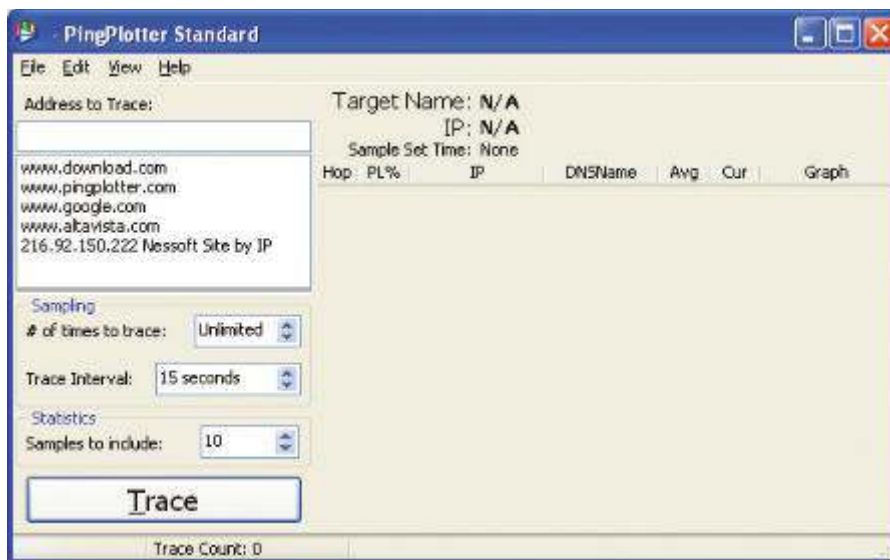 PingPlotter Standard
File Edit View Help
Address to Trace:
www.download.com
www.pingplotter.com
www.google.com
www.altavista.com
216.92.150.222 Nessoft Site by IP
Sampling
# of times to trace: Unlimited
Trace Interval: 15 seconds
Statistics
Samples to include: 10
Trace
Target Name: N/A
IP: N/A
Sample Set Time: None
Hop PL% IP DNSName Avg Cur Graph
Trace Count: 0